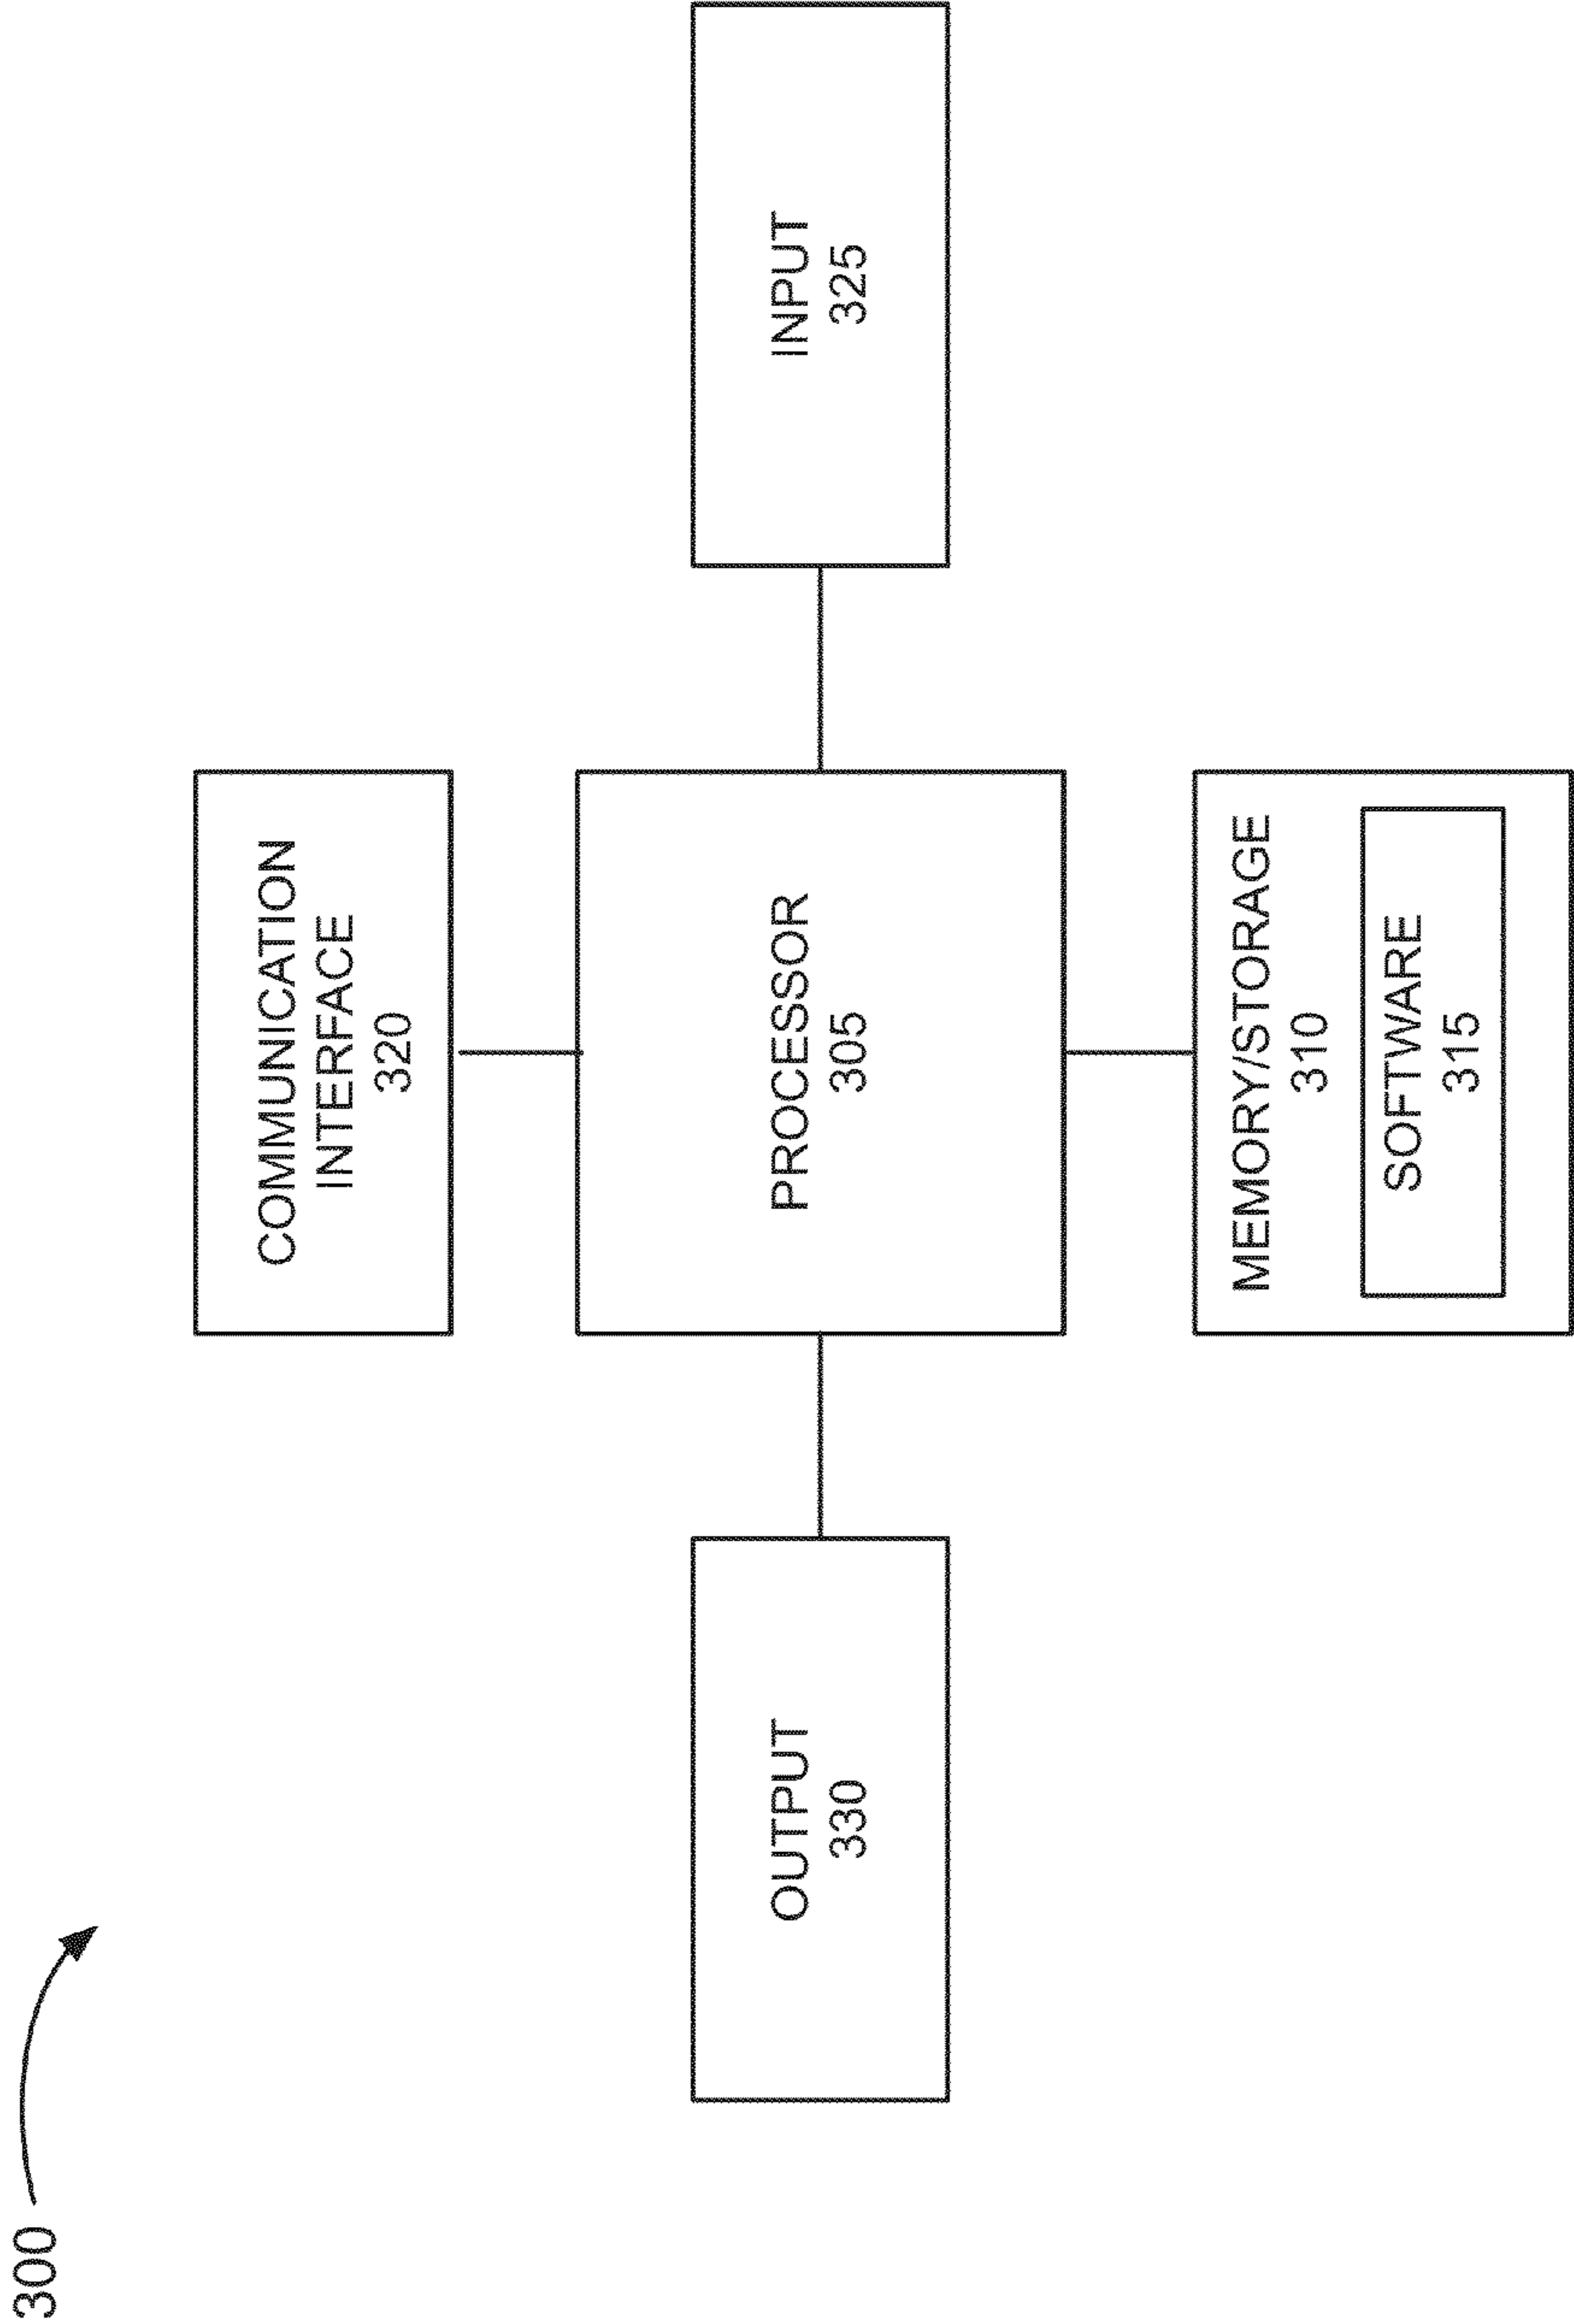 300
COMMUNICATION
INTERFACE
320
OUTPUT
330
PROCESSOR
305
INPUT
325
MEMORY/STORAGE
310
SOFTWARE
315